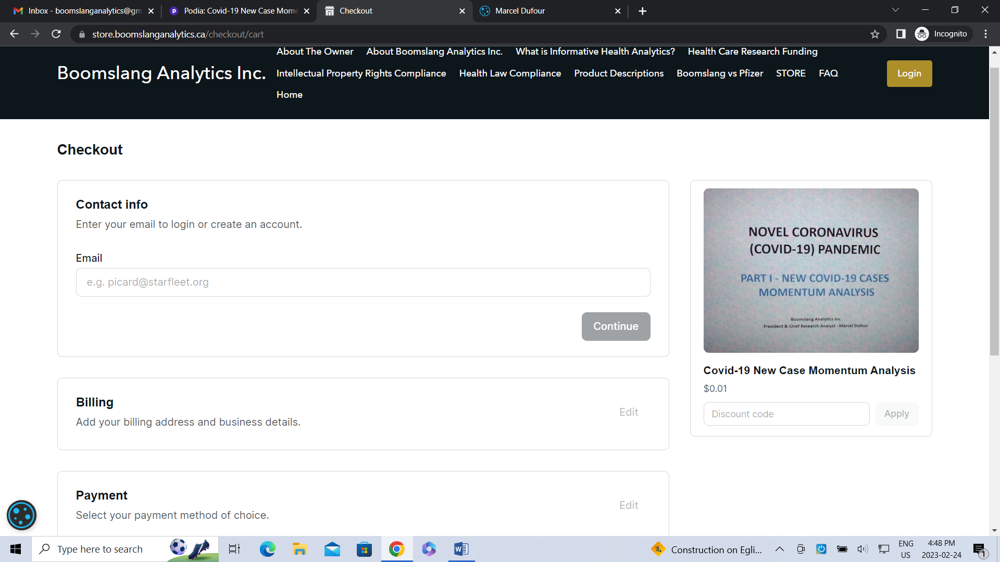 Inbox - boomslanganalytics@gm
Podia: Covid-19 New Case Mome
Checkout
Marcel Dufour
store.boomslanganalytics.ca/checkout/cart
Incognito
Boomslang Analytics Inc.
About The Owner
About Boomslang Analytics Inc.
What is Informative Health Analytics?
Health Care Research Funding
Intellectual Property Rights Compliance
Health Law Compliance
Product Descriptions
Boomslang vs Pfizer
STORE
FAQ
Home
Login
Checkout
Contact info
Enter your email to login or create an account.
Email
e.g. picard@starfleet.org
Continue
Billing
Add your billing address and business details.
Edit
Payment
Select your payment method of choice.
Edit
NOVEL CORONAVIRUS
(COVID-19) PANDEMIC
PART I - NEW COVID-19 CASES
MOMENTUM ANALYSIS
Boomslang Analytics Inc.
President & Chief Research Analyst - Marcel Dufour
Covid-19 New Case Momentum Analysis
$0.01
Discount code
Apply
Type here to search
Construction on Egli...
ENG
US
4:48 PM
2023-02-24
1